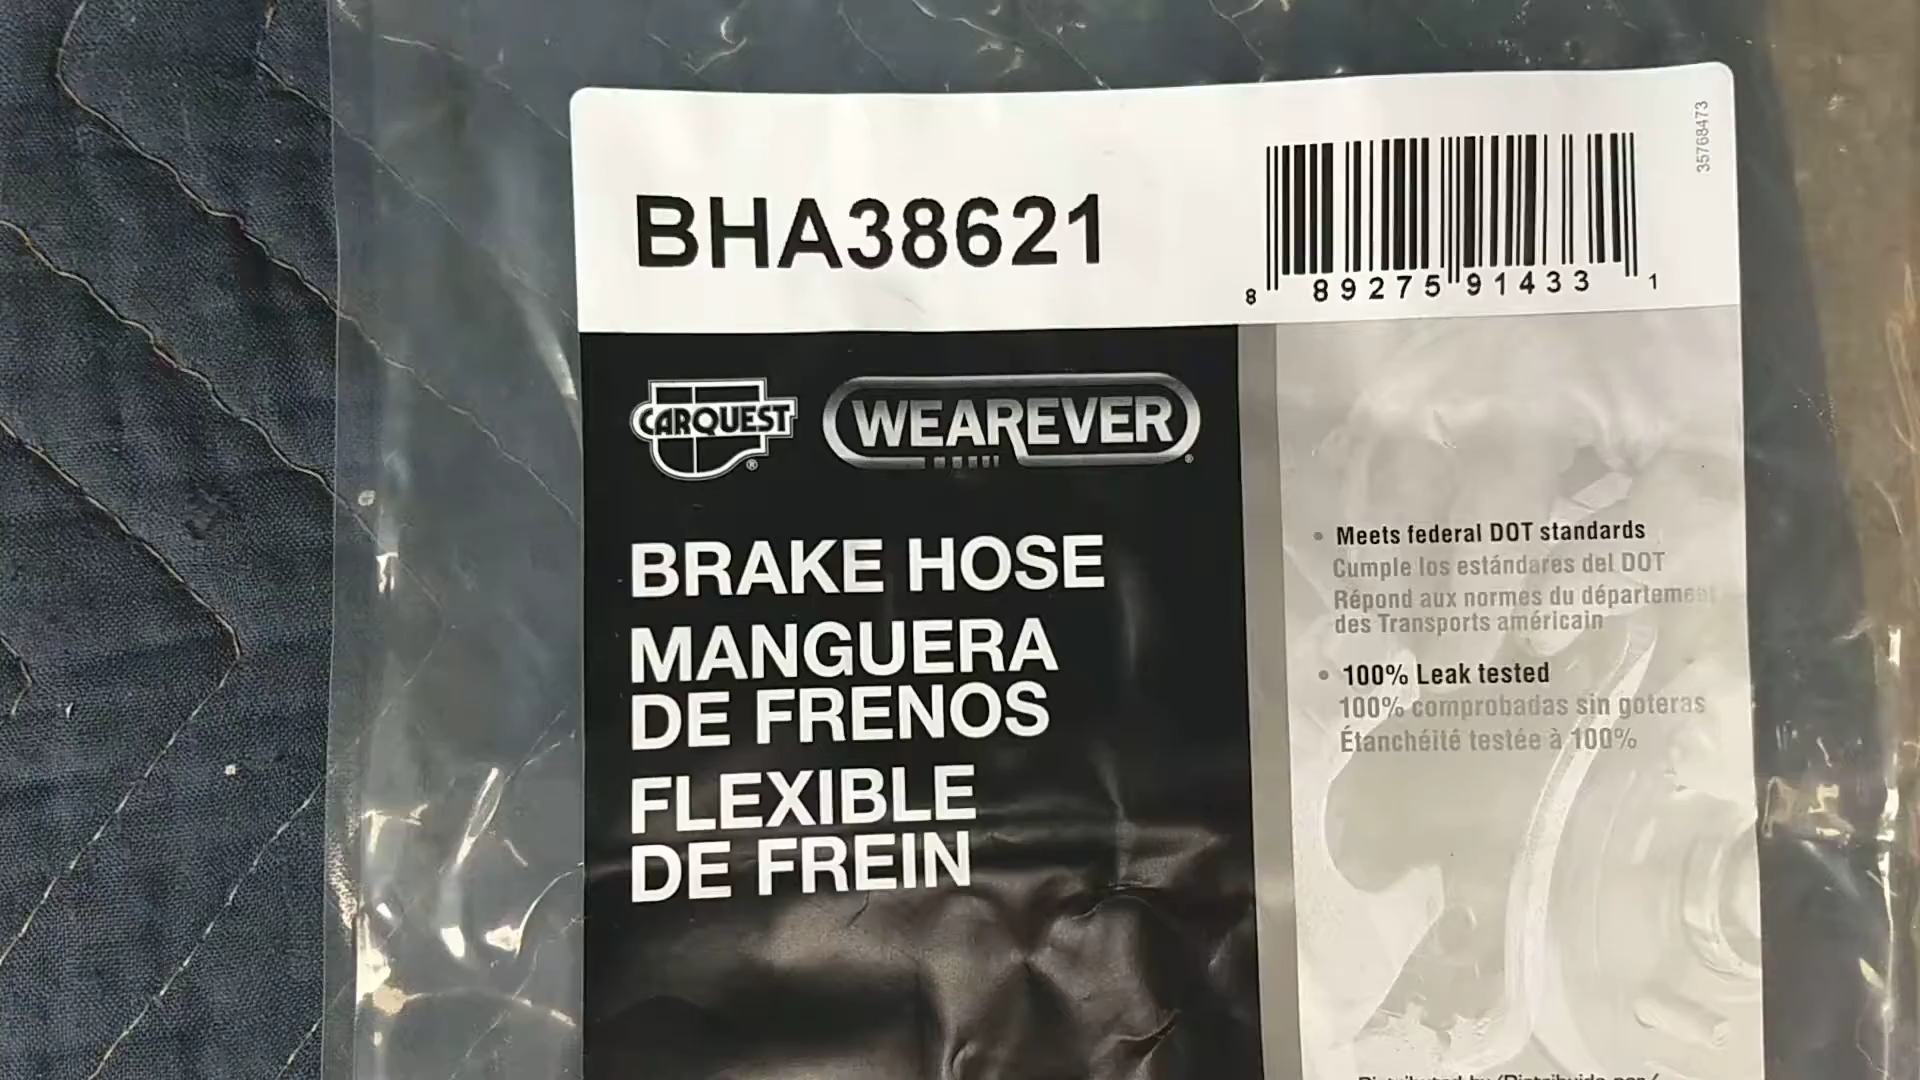 BHA38621
8 89275 91433 1
35768473
CARQUEST®
WEAREVER®
BRAKE HOSE
MANGUERA
DE FRENOS
FLEXIBLE
DE FREIN
• Meets federal DOT standards
Cumple los estándares del DOT
Répond aux normes du département
des Transports américain
• 100% Leak tested
100% comprobadas sin goteras
Étanchéité testée à 100%